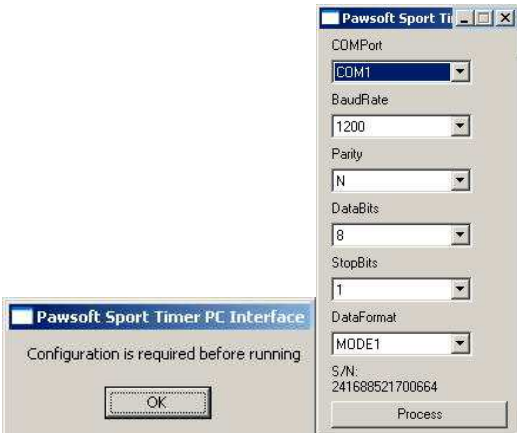 Pawsoft Sport Timer PC Interface
Configuration is required before running
OK
Pawsoft Sport Ti
COMPort
COM1
BaudRate
1200
Parity
N
DataBits
8
StopBits
1
DataFormat
MODE1
S/N:
241688521700664
Process